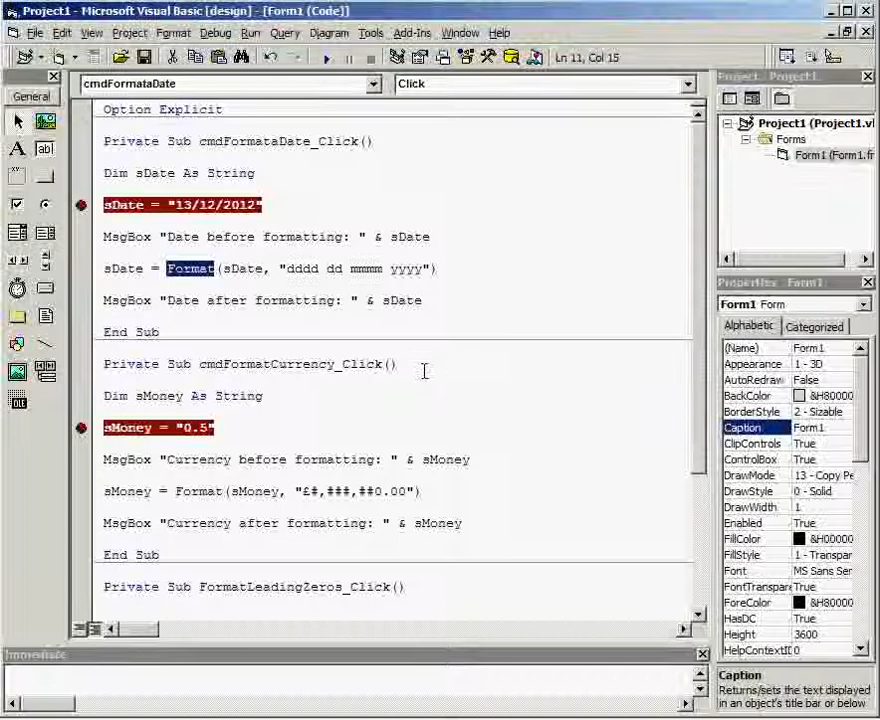 Project1 - Microsoft Visual Basic [design] - [Form1 (Code)]
File Edit View Project Format Debug Run Query Diagram Tools Add-Ins Window Help
Ln 11, Col 15
General
cmdFormataDate
Click
Option Explicit
Private Sub cmdFormataDate_Click()
Dim sDate As String
sDate = "13/12/2012"
MsgBox "Date before formatting: " & sDate
sDate = Format(sDate, "dddd dd mmmm yyyy")
MsgBox "Date after formatting: " & sDate
End Sub
Private Sub cmdFormatCurrency_Click()
Dim sMoney As String
sMoney = "0.5"
MsgBox "Currency before formatting: " & sMoney
sMoney = Format(sMoney, "£#,###,##0.00")
MsgBox "Currency after formatting: " & sMoney
End Sub
Private Sub FormatLeadingZeros_Click()
Immediate
Project - Project1
Project1 (Project1.vb
Forms
Form1 (Form1.fr
Properties - Form1
Form1 Form
Alphabetic Categorized
(Name) Form1
Appearance 1 - 3D
AutoRedraw False
BackColor &H80000
BorderStyle 2 - Sizable
Caption Form1
ClipControls True
ControlBox True
DrawMode 13 - Copy Pe
DrawStyle 0 - Solid
DrawWidth 1
Enabled True
FillColor &H00000
FillStyle 1 - Transpar
Font MS Sans Ser
FontTransparent True
ForeColor &H80000
HasDC True
Height 3600
HelpContextID 0
Caption
Returns/sets the text displayed
in an object's title bar or below